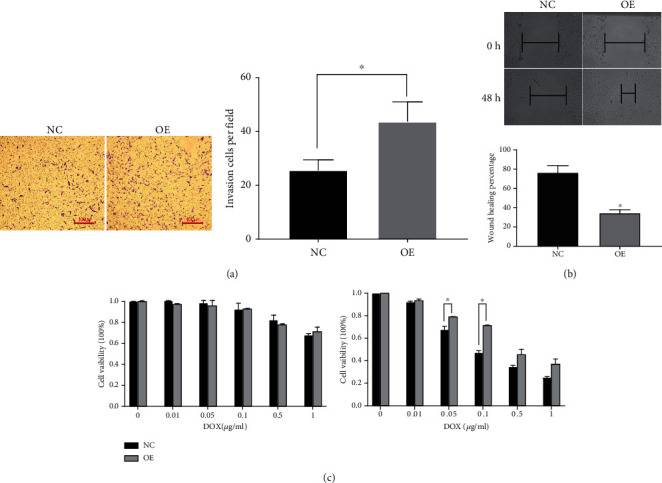 NC OE
Invasion cells per field
60
40
20
0
*
NC OE
(a)
NC OE
0 h
48 h
Wound healing percentage
100
80
60
40
20
0
*
NC OE
(b)
Cell vaibility (100%)
1.0
0.8
0.6
0.4
0.2
0.0
0 0.01 0.05 0.1 0.5 1
DOX(μg/ml)
Cell vaibility (100%)
1.0
0.8
0.6
0.4
0.2
0.0
* *
0 0.01 0.05 0.1 0.5 1
DOX (μg/ml)
NC
OE
(c)